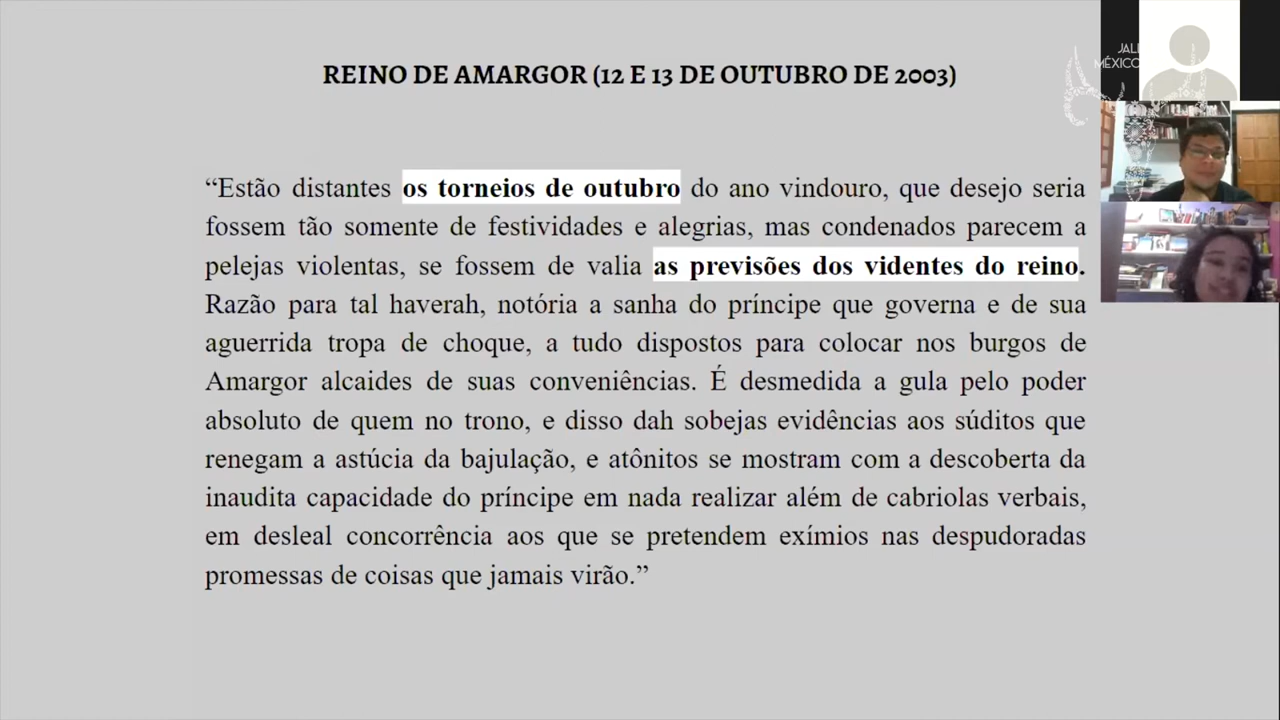 REINO DE AMARGOR (12 E 13 DE OUTUBRO DE 2003)
JALI
MÉXICO
“Estão distantes os torneios de outubro do ano vindouro, que desejo seria
fossem tão somente de festividades e alegrias, mas condenados parecem a
pelejas violentas, se fossem de valia as previsões dos videntes do reino.
Razão para tal haverah, notória a sanha do príncipe que governa e de sua
aguerrida tropa de choque, a tudo dispostos para colocar nos burgos de
Amargor alcaides de suas conveniências. É desmedida a gula pelo poder
absoluto de quem no trono, e disso dah sobejas evidências aos súditos que
renegam a astúcia da bajulação, e atônitos se mostram com a descoberta da
inaudita capacidade do príncipe em nada realizar além de cabriolas verbais,
em desleal concorrência aos que se pretendem exímios nas despudoradas
promessas de coisas que jamais virão.”